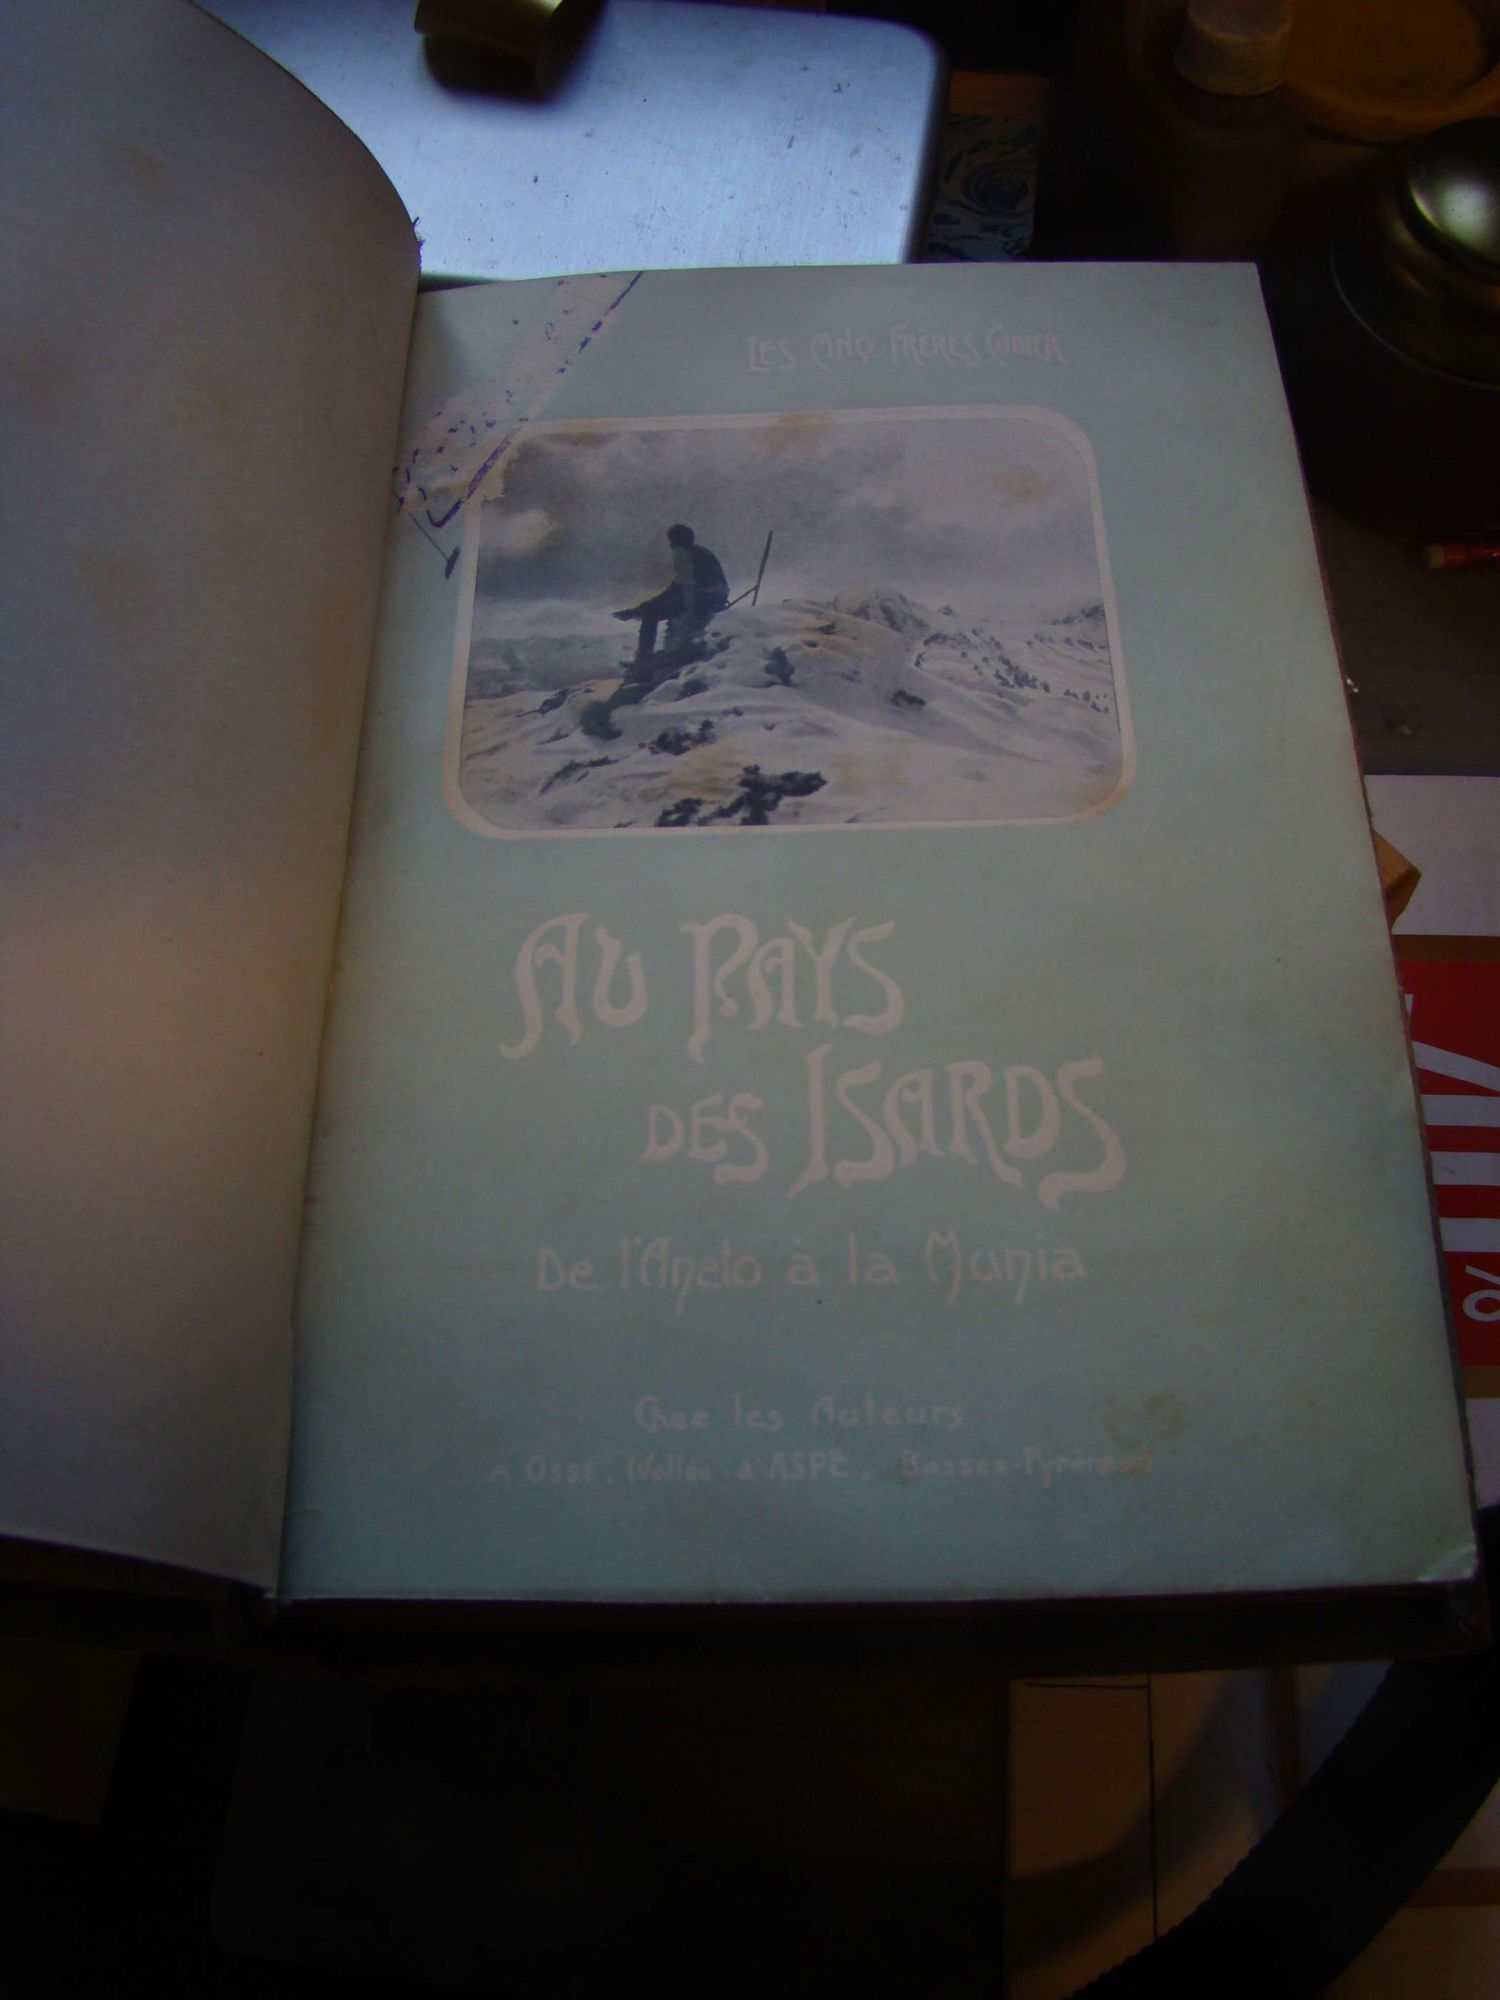 LES CINQ FRÈRES CADIER
AU PAYS
DES ISARDS
De l'Aneto à la Munia
Chez les Auteurs
A OSSE, (Vallée d'ASPE, Basses-Pyrénées)
%